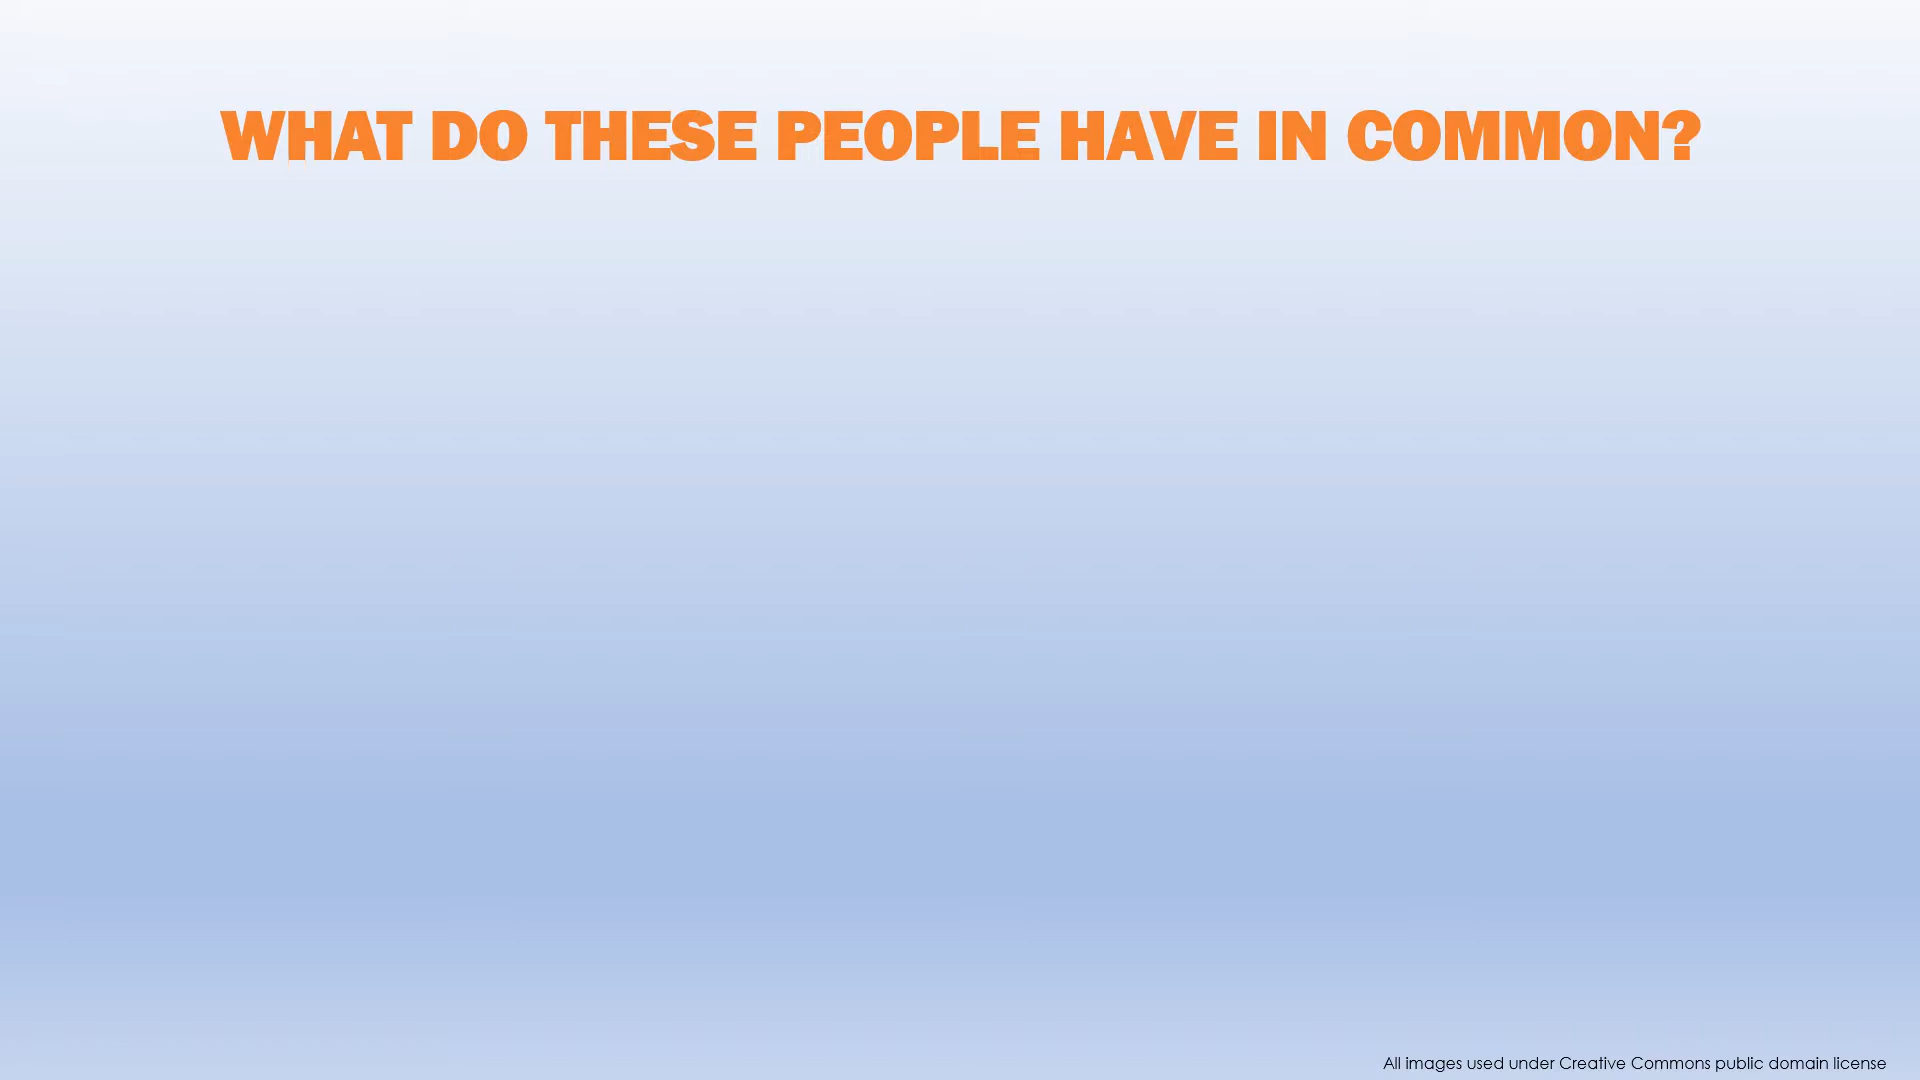 WHAT DO THESE PEOPLE HAVE IN COMMON?
All images used under Creative Commons public domain license